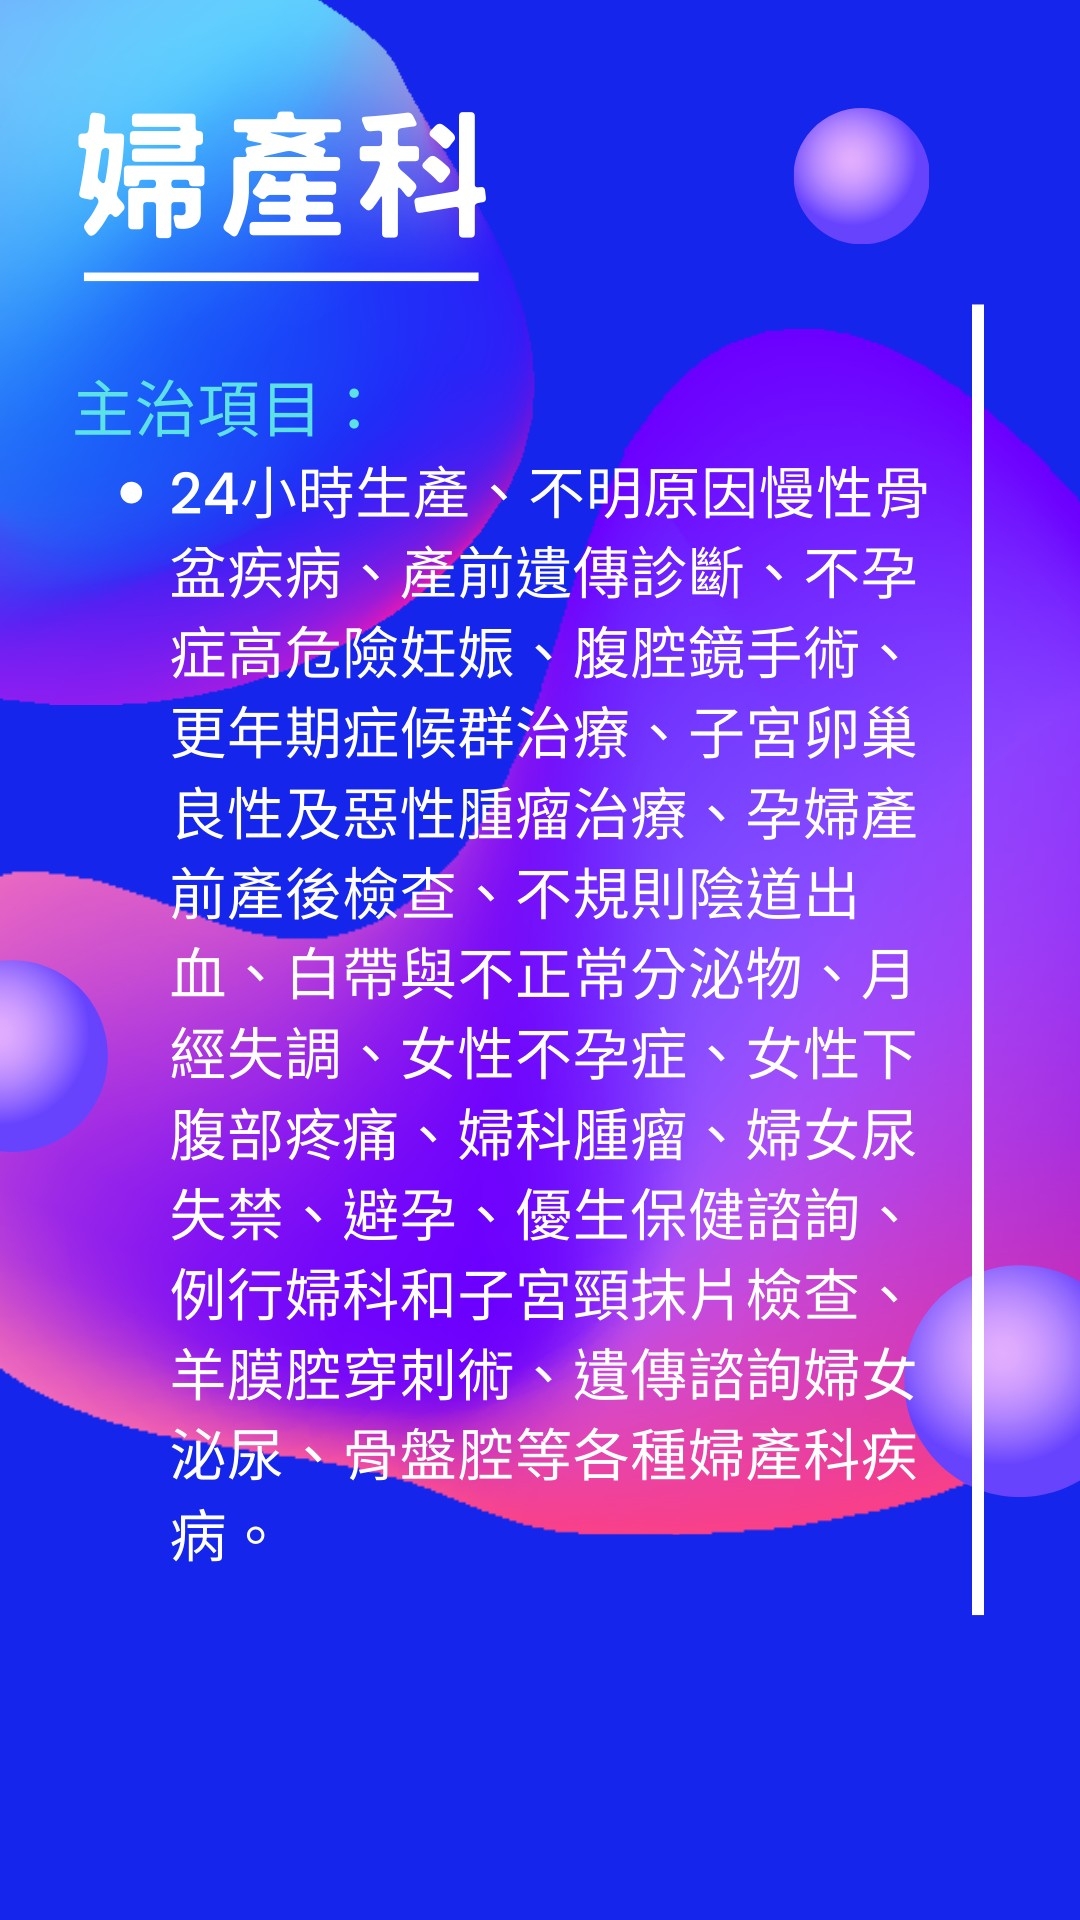 婦產科
主治項目：
• 24小時生產、不明原因慢性骨
盆疾病、產前遺傳診斷、不孕
症高危險妊娠、腹腔鏡手術、
更年期症候群治療、子宮卵巢
良性及惡性腫瘤治療、孕婦產
前產後檢查、不規則陰道出
血、白帶與不正常分泌物、月
經失調、女性不孕症、女性下
腹部疼痛、婦科腫瘤、婦女尿
失禁、避孕、優生保健諮詢、
例行婦科和子宮頸抹片檢查、
羊膜腔穿刺術、遺傳諮詢婦女
泌尿、骨盤腔等各種婦產科疾
病。